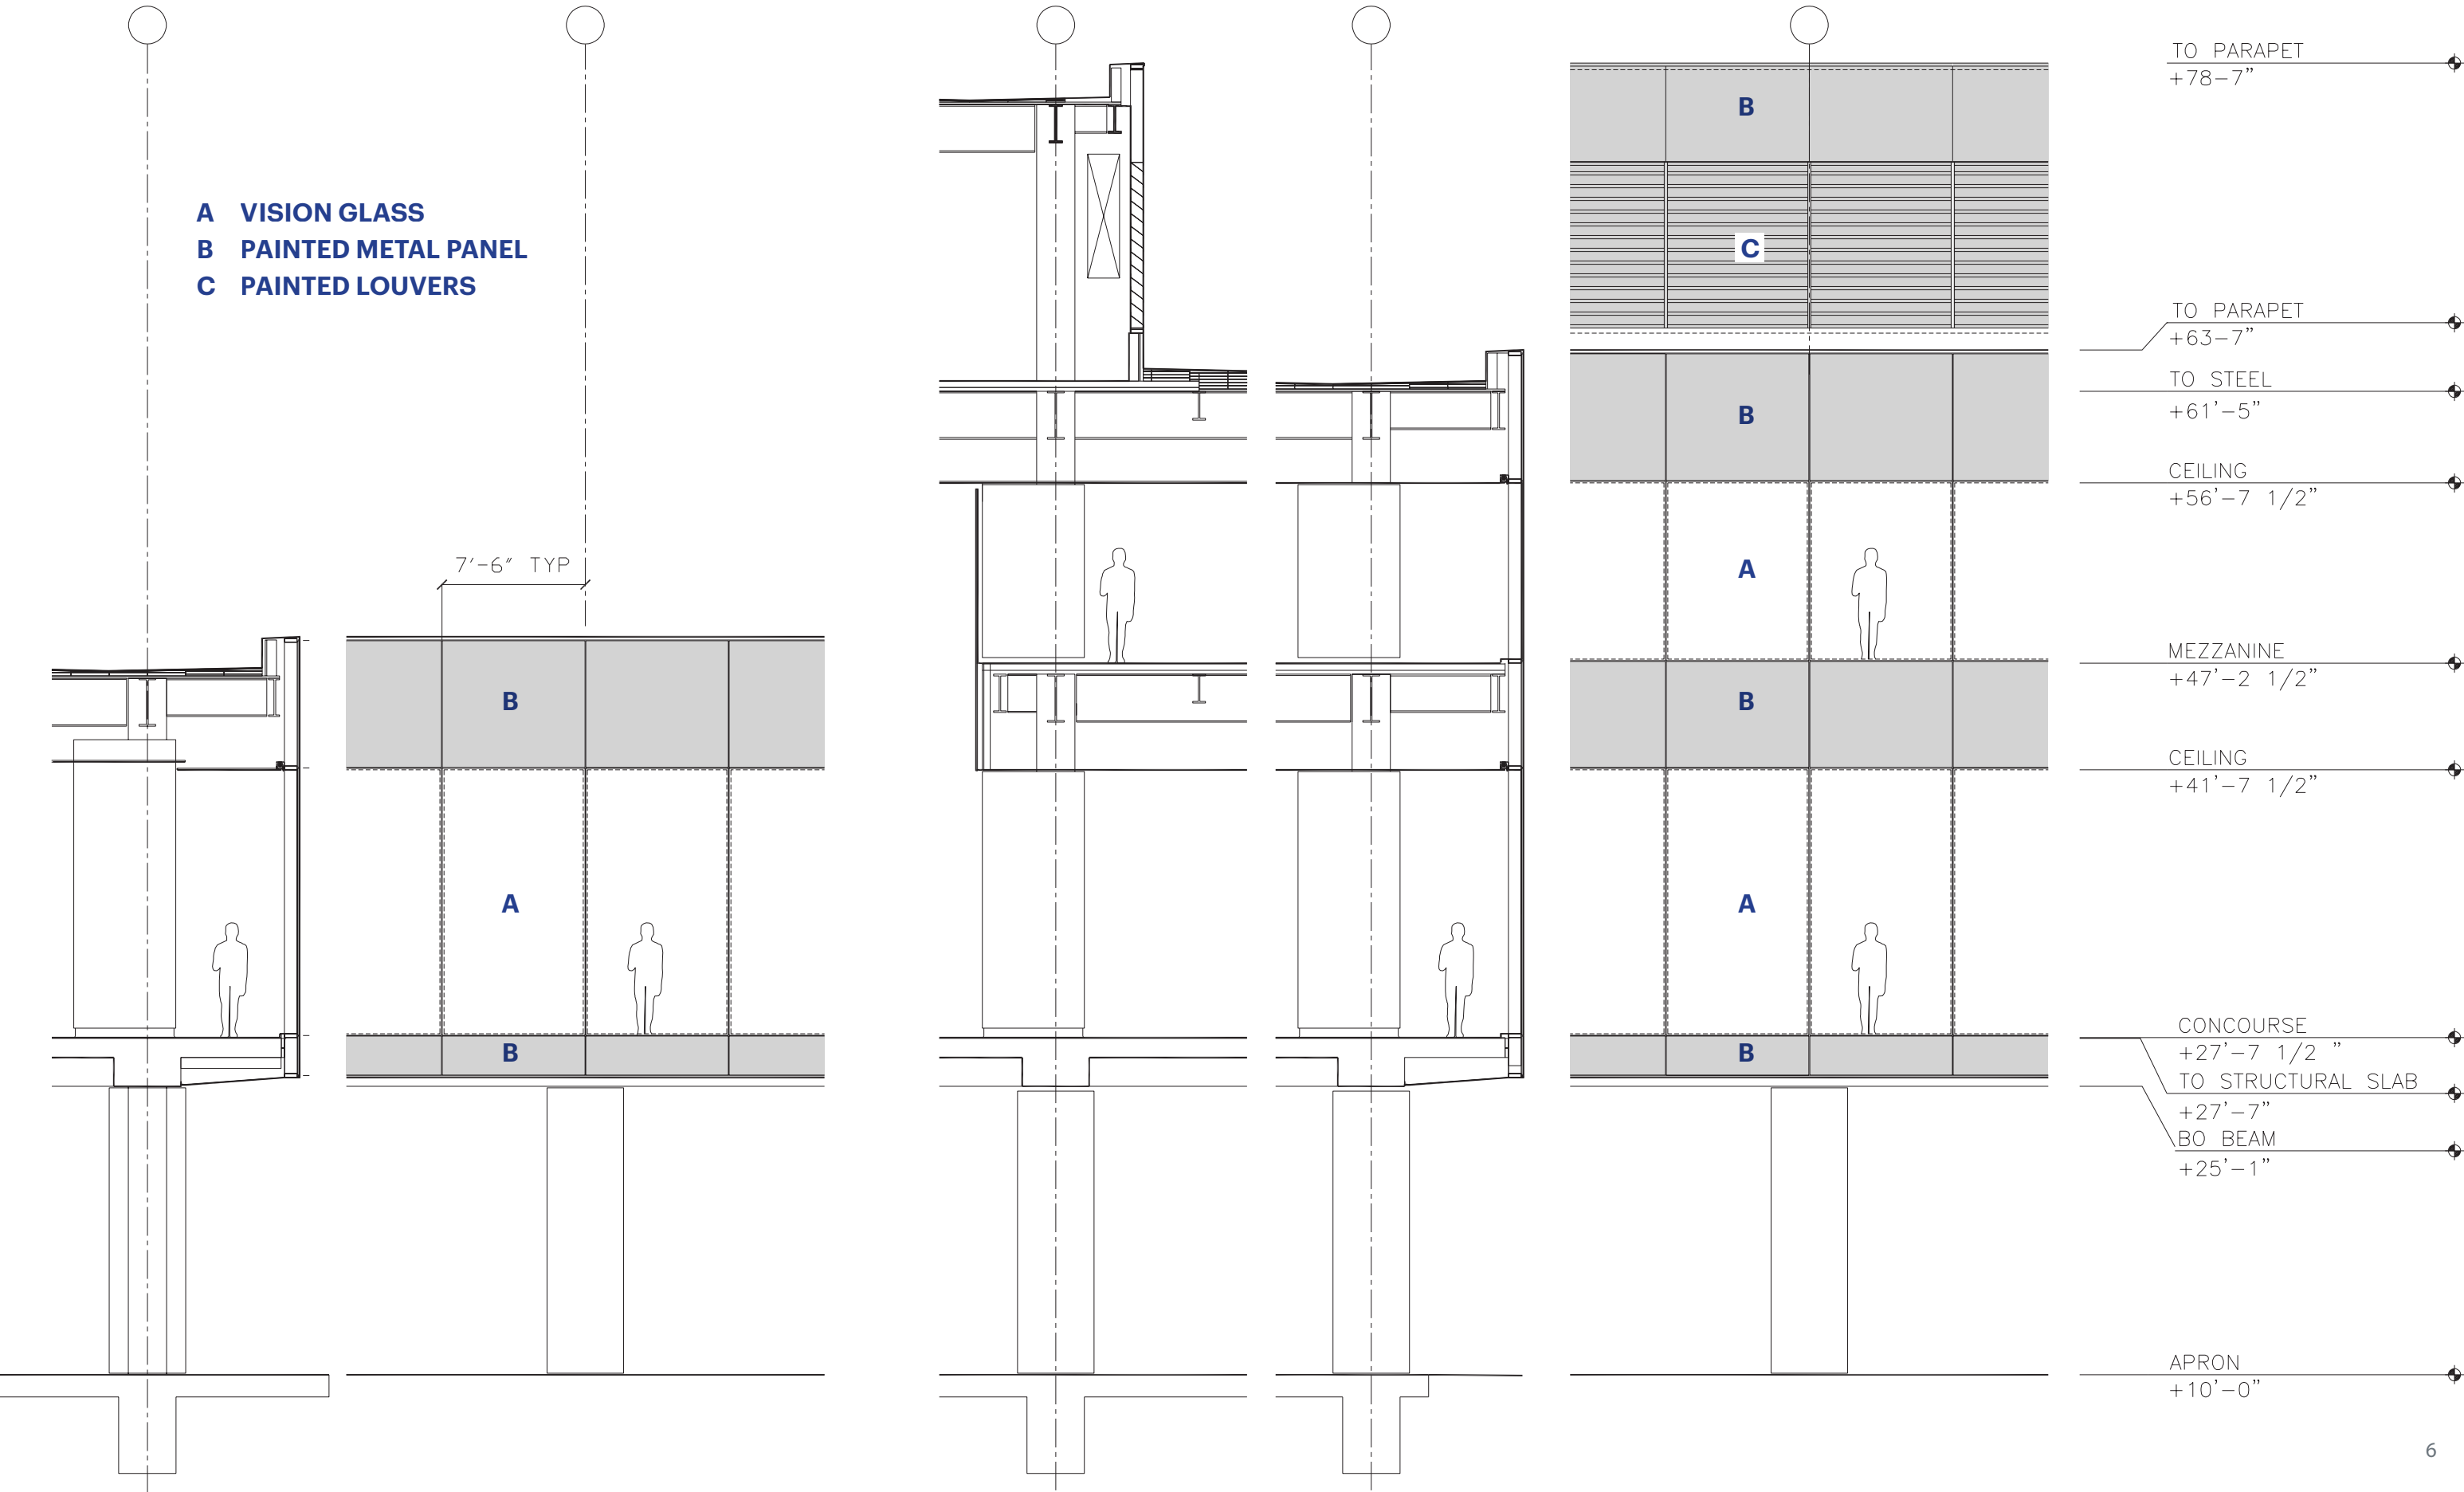 A VISION GLASS
B PAINTED METAL PANEL
C PAINTED LOUVERS
7′-6″ TYP
B
A
B
B
C
B
A
B
A
B
TO PARAPET
+78-7”
TO PARAPET
+63-7”
TO STEEL
+61’-5”
CEILING
+56’-7 1/2”
MEZZANINE
+47’-2 1/2”
CEILING
+41’-7 1/2”
CONCOURSE
+27’-7 1/2 ”
TO STRUCTURAL SLAB
+27’-7”
BO BEAM
+25’-1”
APRON
+10’-0”
6